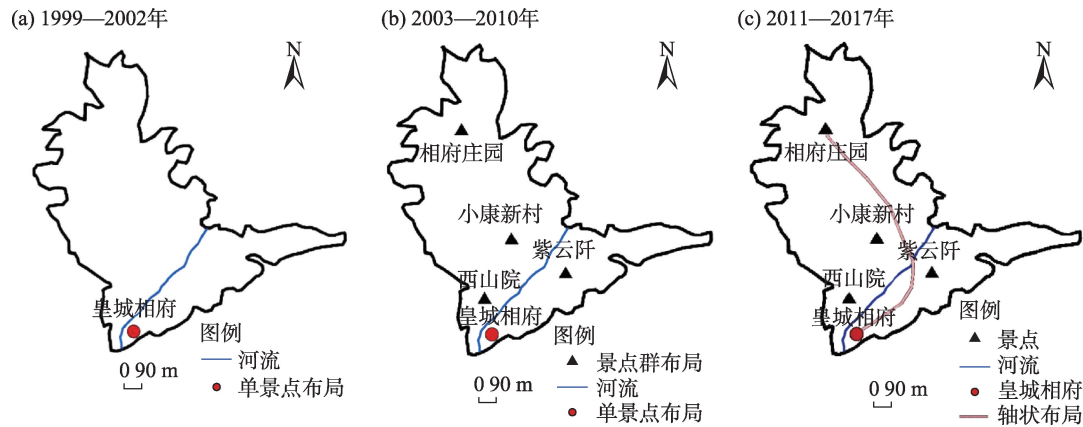 (a) 1999—2002年
N
皇城相府
图例
河流
单景点布局
0 90 m
(b) 2003—2010年
N
相府庄园
小康新村
紫云阡
西山院
皇城相府
图例
景点群布局
河流
单景点布局
0 90 m
(c) 2011—2017年
N
相府庄园
小康新村
紫云阡
西山院
皇城相府
图例
景点
河流
皇城相府
轴状布局
0 90 m